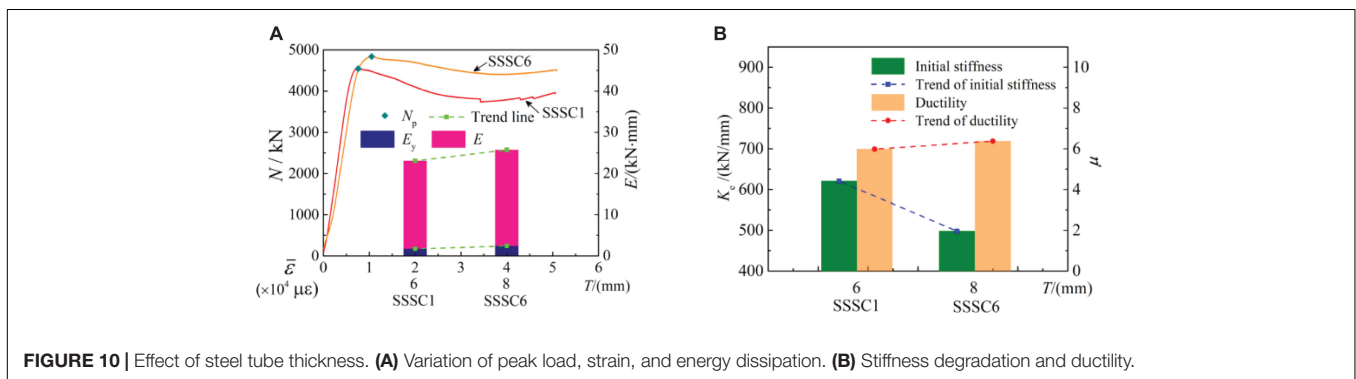 A
5000
4000
3000
2000
1000
0
N / kN
50
40
30
20
10
0
E/(kN·mm)
SSSC6
SSSC1
Np
Trend line
Ey
E
0 1 2 3 4 5 6
ε̅
(×10⁴ με)
6
8
T/(mm)
SSSC1
SSSC6
B
900
800
700
600
500
400
Ke /(kN/mm)
10
8
6
4
2
0
μ
Initial stiffness
Trend of initial stiffness
Ductility
Trend of ductility
6
8
T/(mm)
SSSC1
SSSC6
FIGURE 10 | Effect of steel tube thickness. (A) Variation of peak load, strain, and energy dissipation. (B) Stiffness degradation and ductility.